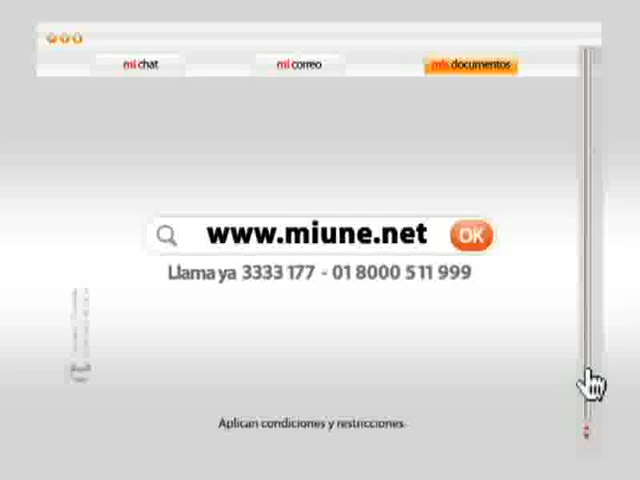 mi chat
mi correo
mis documentos
www.miune.net
OK
Llama ya 3333 177 - 01 8000 511 999
Aplican condiciones y restricciones.